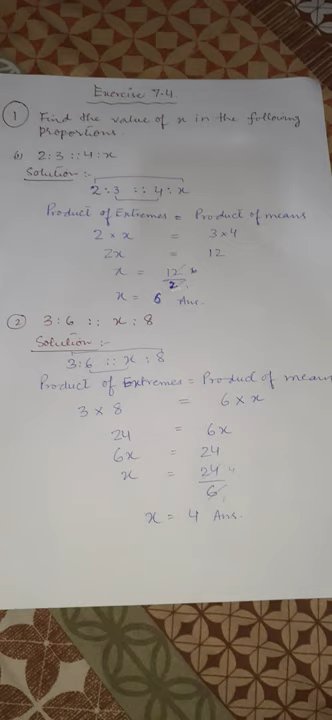 Exercise 7.4
① Find the value of x in the following
proportions.
(i) 2:3 :: 4:x
Solution :-
2:3 :: 4:x
Product of Extremes = Product of means
2 × x = 3×4
2x = 12
x = 12 6
2
x = 6 Ans.
② 3:6 :: x : 8
Solution :-
3:6 :: x : 8
Product of Extremes = Product of mean
3 × 8 = 6 × x
24 = 6x
6x = 24
x = 24 4
6
x = 4 Ans.